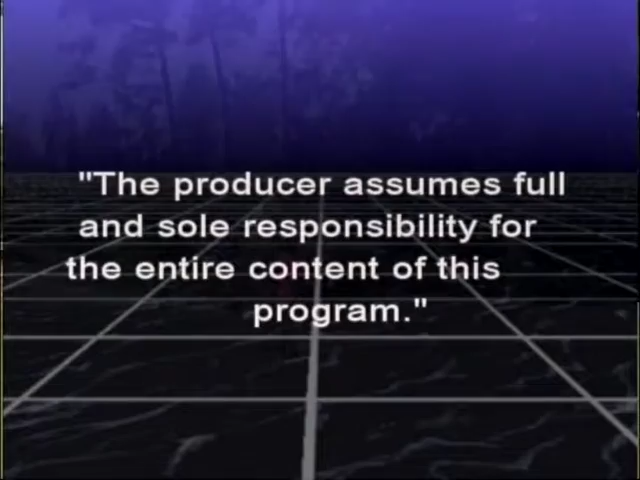 "The producer assumes full
and sole responsibility for
the entire content of this
program."